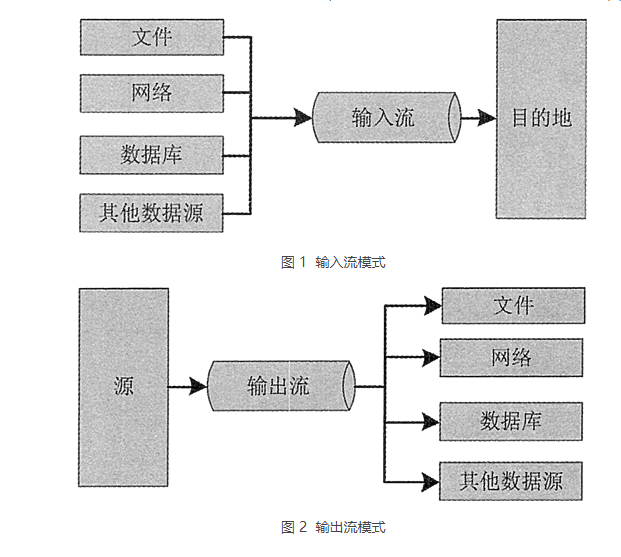 文件
网络
数据库
其他数据源
输入流
目的地
图 1 输入流模式
源
输出流
文件
网络
数据库
其他数据源
图 2 输出流模式